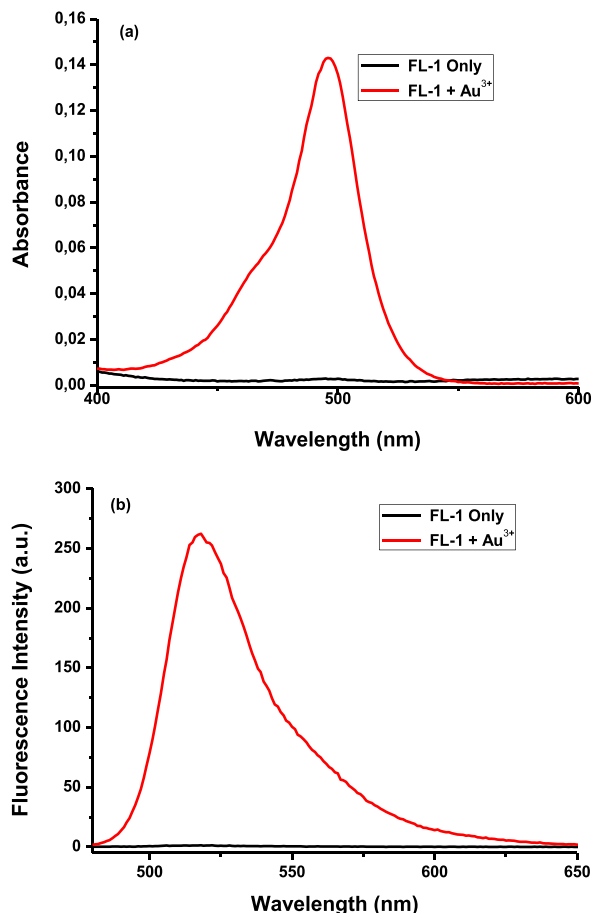 (a)
FL-1 Only
FL-1 + Au³⁺
0,16
0,14
0,12
0,10
0,08
0,06
0,04
0,02
0,00
Absorbance
400
500
600
Wavelength (nm)
(b)
FL-1 Only
FL-1 + Au³⁺
300
250
200
150
100
50
0
Fluorescence Intensity (a.u.)
500
550
600
650
Wavelength (nm)